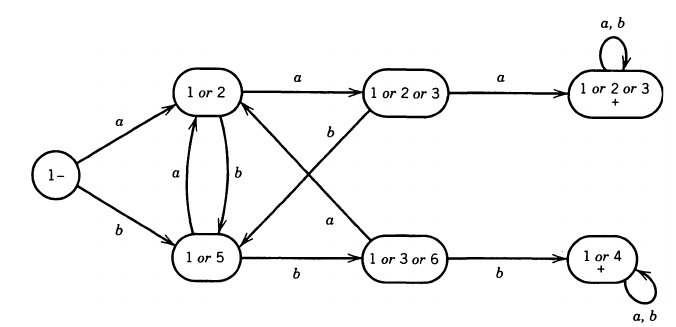 a, b
1 or 2
a
1 or 2 or 3
a
1 or 2 or 3
+
a
b
1–
a
b
b
a
1 or 5
b
1 or 3 or 6
b
1 or 4
+
a, b